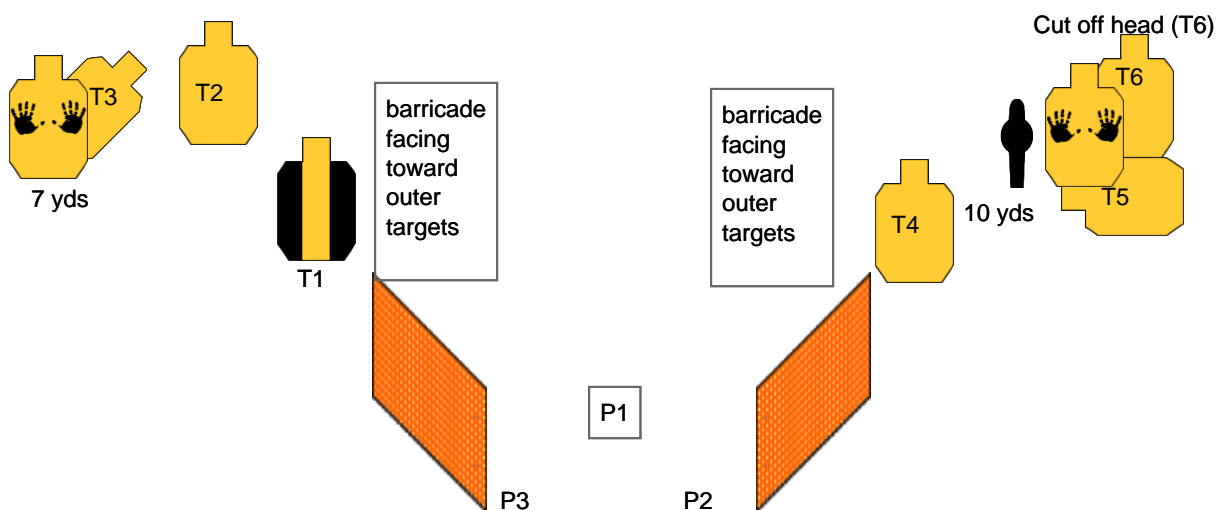 Cut off head (T6)
T3
T2
T6
barricade
facing
toward
outer
targets
barricade
facing
toward
outer
targets
7 yds
T5
10 yds
T4
T1
P1
P3
P2